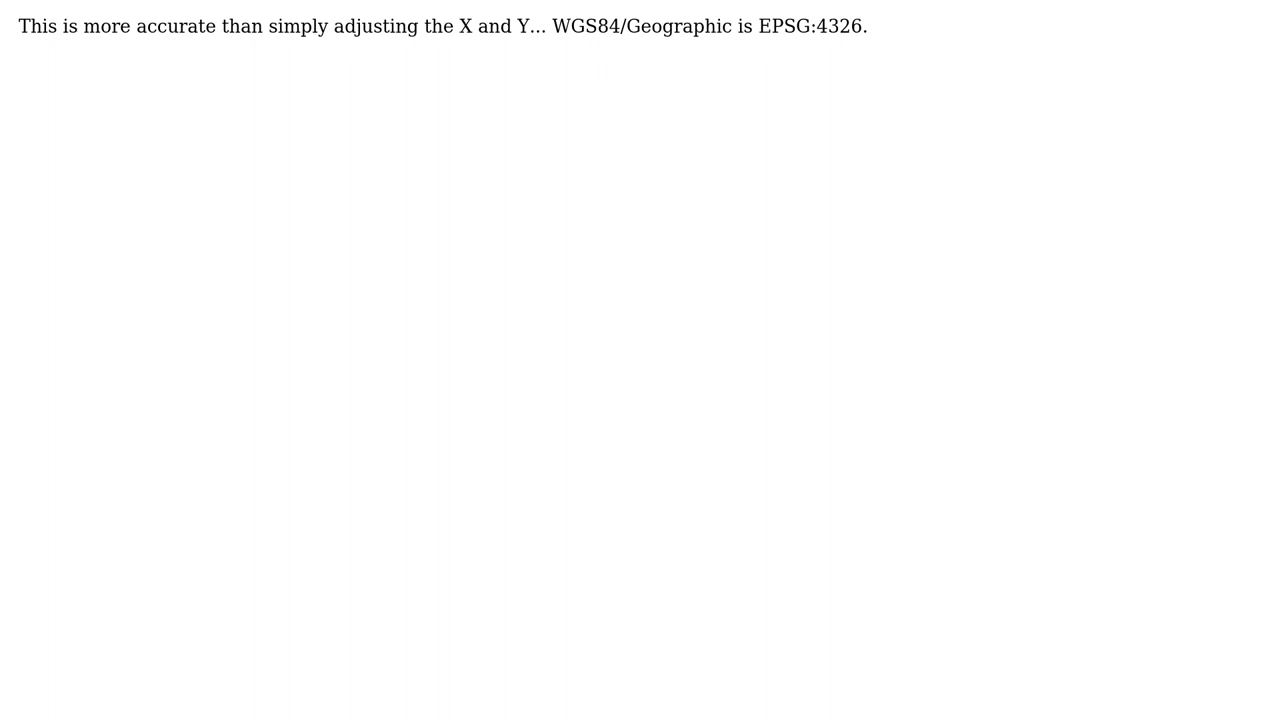 This is more accurate than simply adjusting the X and Y... WGS84/Geographic is EPSG:4326.